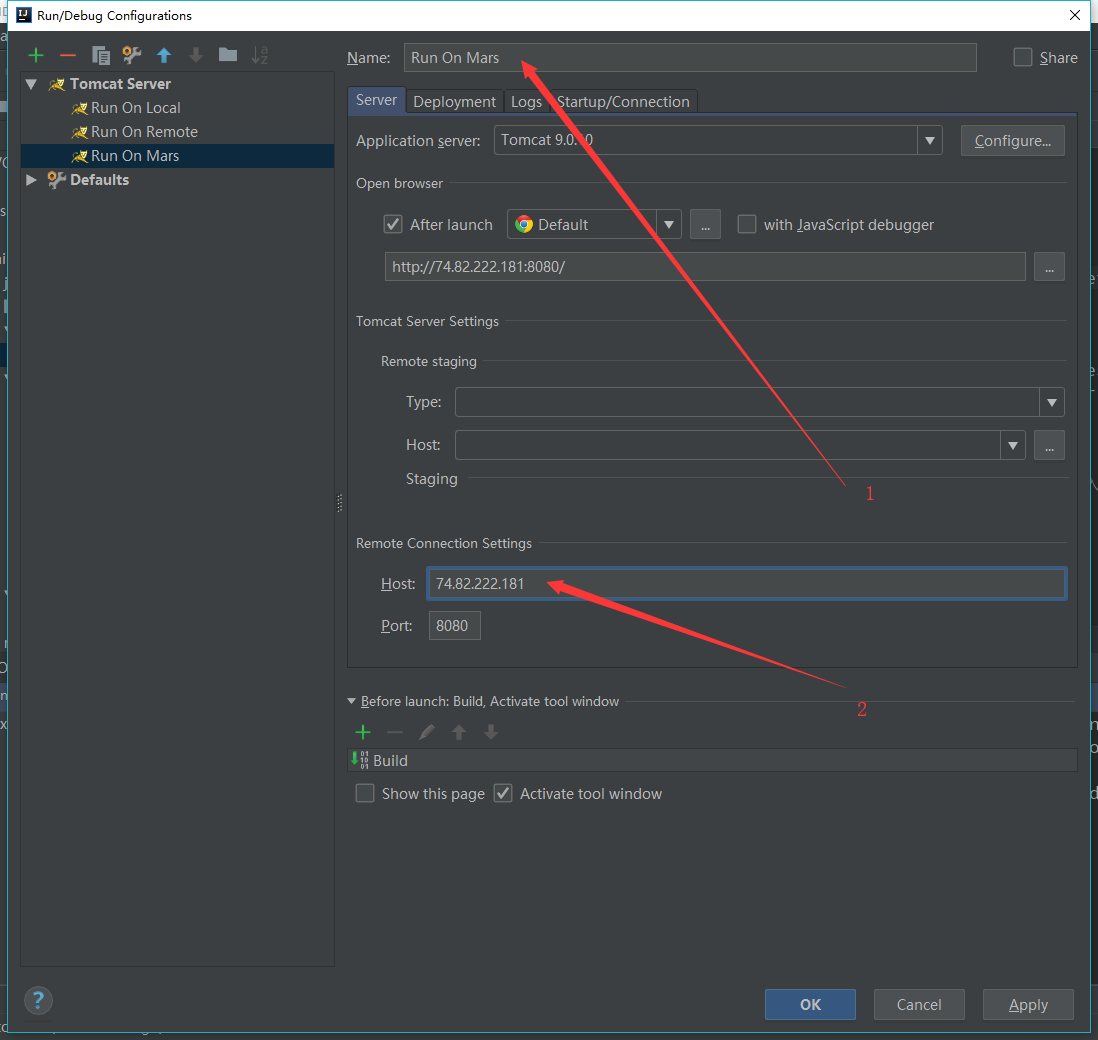 Run/Debug Configurations
Name: Run On Mars Share
Tomcat Server
Run On Local
Run On Remote
Run On Mars
Defaults
Server Deployment Logs Startup/Connection
Application server: Tomcat 9.0. Configure...
Open browser
After launch Default ... with JavaScript debugger
http://74.82.222.181:8080/ ...
Tomcat Server Settings
Remote staging
Type:
Host: ...
Staging
1
Remote Connection Settings
Host: 74.82.222.181
Port: 8080
2
Before launch: Build, Activate tool window
Build
Show this page Activate tool window
? OK Cancel Apply